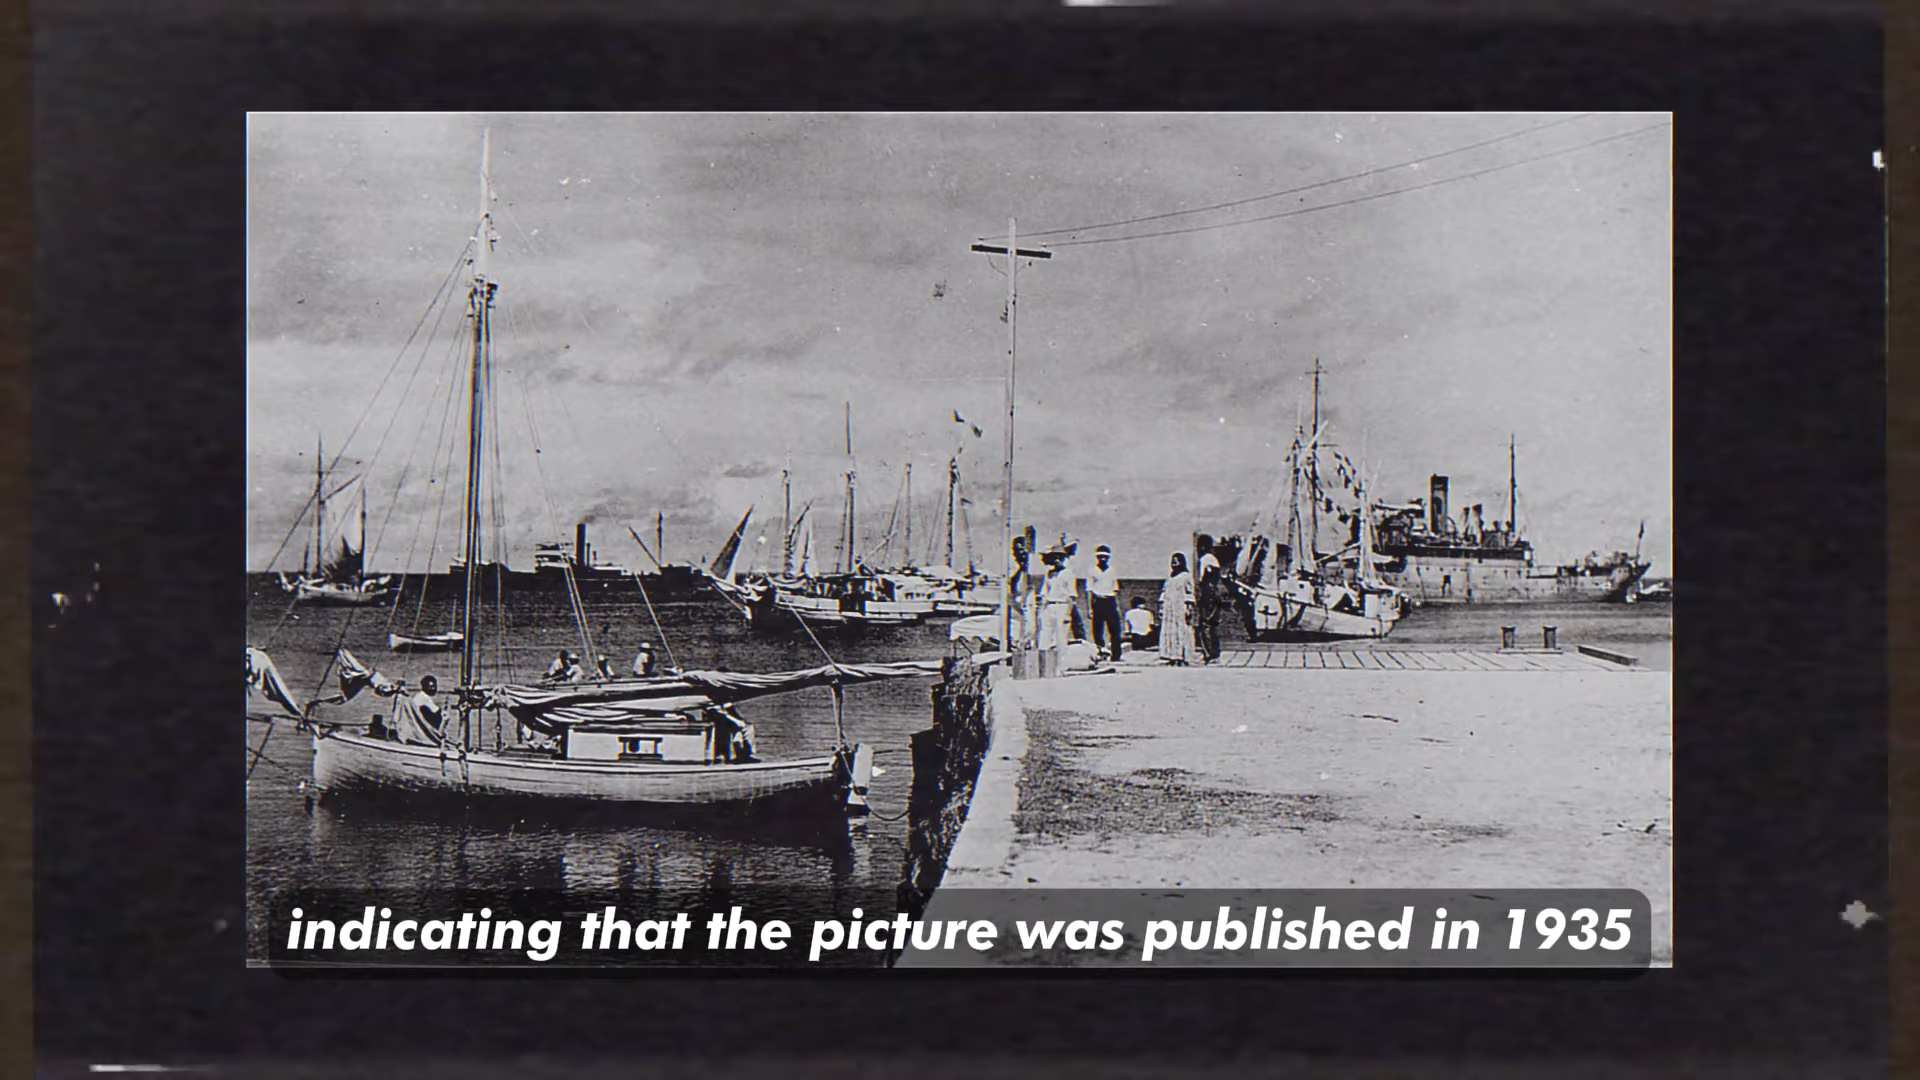 indicating that the picture was published in 1935